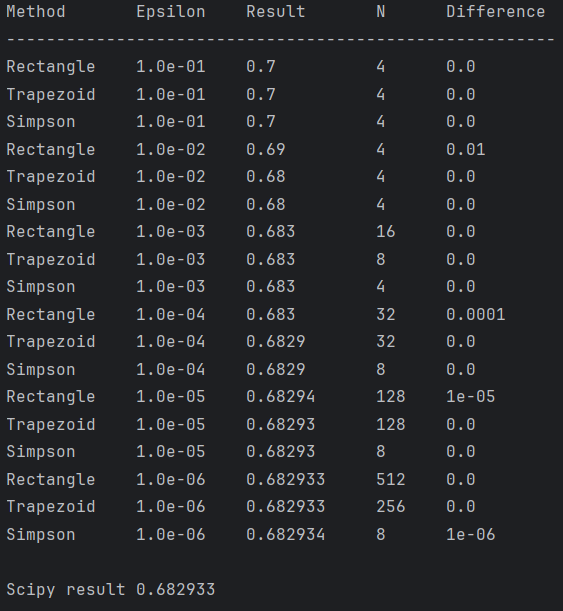 Method Epsilon Result N Difference
-------------------------------------------------------
Rectangle 1.0e-01 0.7 4 0.0
Trapezoid 1.0e-01 0.7 4 0.0
Simpson 1.0e-01 0.7 4 0.0
Rectangle 1.0e-02 0.69 4 0.01
Trapezoid 1.0e-02 0.68 4 0.0
Simpson 1.0e-02 0.68 4 0.0
Rectangle 1.0e-03 0.683 16 0.0
Trapezoid 1.0e-03 0.683 8 0.0
Simpson 1.0e-03 0.683 4 0.0
Rectangle 1.0e-04 0.683 32 0.0001
Trapezoid 1.0e-04 0.6829 32 0.0
Simpson 1.0e-04 0.6829 8 0.0
Rectangle 1.0e-05 0.68294 128 1e-05
Trapezoid 1.0e-05 0.68293 128 0.0
Simpson 1.0e-05 0.68293 8 0.0
Rectangle 1.0e-06 0.682933 512 0.0
Trapezoid 1.0e-06 0.682933 256 0.0
Simpson 1.0e-06 0.682934 8 1e-06
Scipy result 0.682933